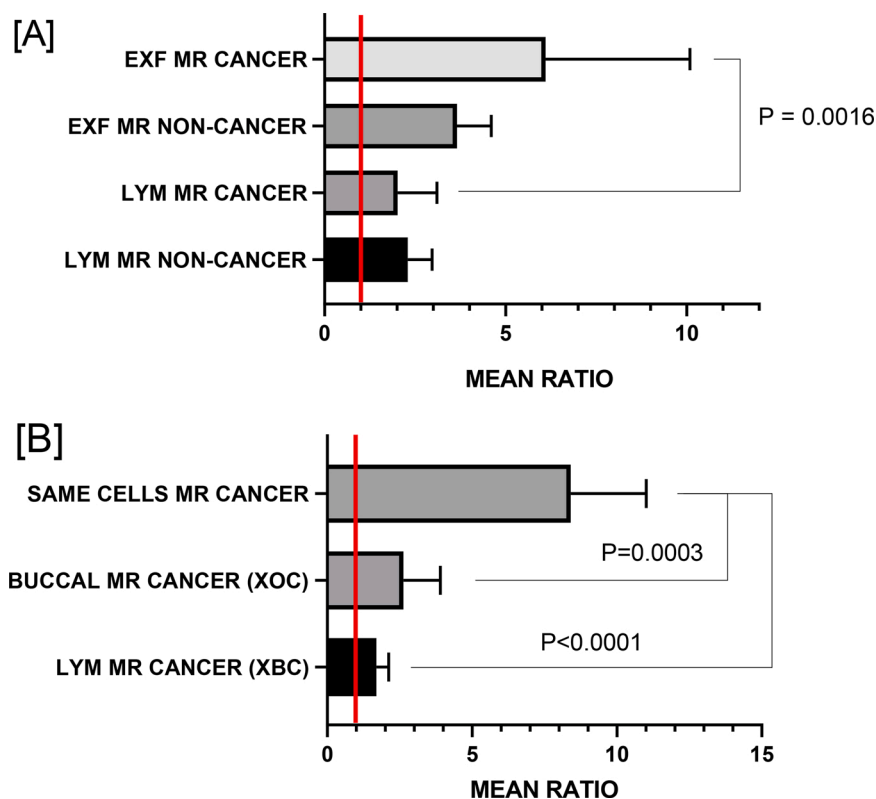 [A]
EXF MR CANCER
EXF MR NON-CANCER
P = 0.0016
LYM MR CANCER
LYM MR NON-CANCER
0 5 10
MEAN RATIO
[B]
SAME CELLS MR CANCER
P=0.0003
BUCCAL MR CANCER (XOC)
P<0.0001
LYM MR CANCER (XBC)
0 5 10 15
MEAN RATIO